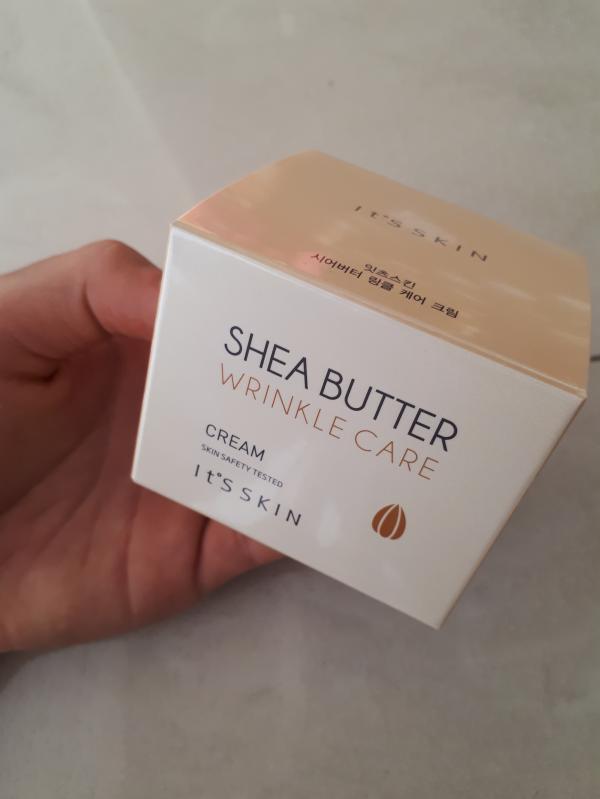 It'S SKIN
잇츠스킨
시어버터 링클 케어 크림
SHEA BUTTER
WRINKLE CARE
CREAM
SKIN SAFETY TESTED
It'S SKIN